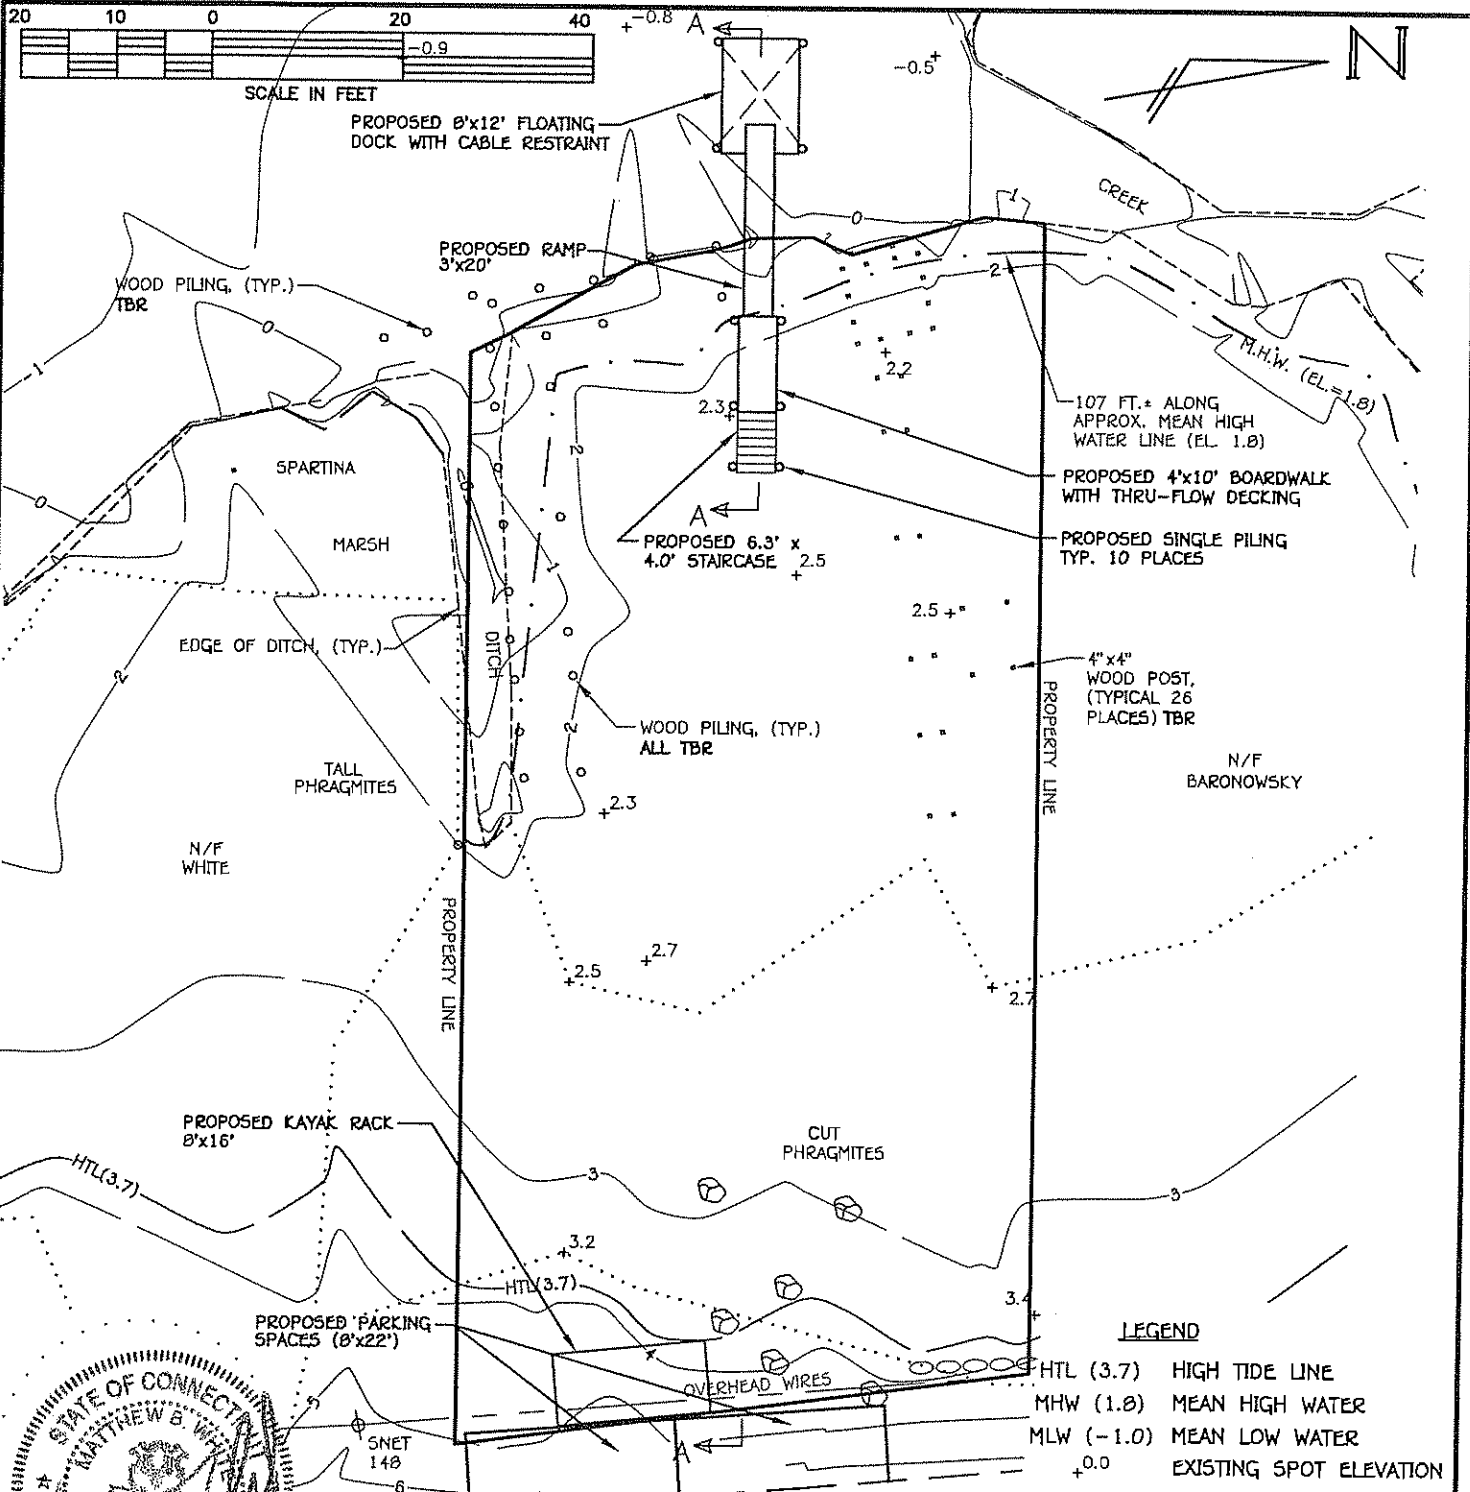 20 10 0 20 40
-0.9
SCALE IN FEET
-0.8
A
-0.5
N
PROPOSED 8'x12' FLOATING
DOCK WITH CABLE RESTRAINT
CREEK
1
0
PROPOSED RAMP
3'x20'
2
WOOD PILING, (TYP.)
TBR
0
-1
M.H.W. (EL.=1.8)
2.2
2.3
107 FT.± ALONG
APPROX. MEAN HIGH
WATER LINE (EL. 1.8)
SPARTINA
2
PROPOSED 4'x10' BOARDWALK
WITH THRU-FLOW DECKING
0
A
MARSH
PROPOSED 6.3' x
4.0' STAIRCASE
2.5
PROPOSED SINGLE PILING
TYP. 10 PLACES
1
2.5
EDGE OF DITCH, (TYP.)
DITCH
2
4"x4"
WOOD POST,
(TYPICAL 26
PLACES) TBR
PROPERTY LINE
WOOD PILING, (TYP.)
ALL TBR
2
TALL
PHRAGMITES
N/F
BARONOWSKY
2.3
N/F
WHITE
PROPERTY LINE
2.7
2.5
2.7
PROPOSED KAYAK RACK
8'x16'
CUT
PHRAGMITES
HTL(3.7)
3
3
3.2
HTL(3.7)
3.4
PROPOSED PARKING
SPACES (8'x22')
LEGEND
HTL (3.7) HIGH TIDE LINE
OVERHEAD WIRES
MHW (1.8) MEAN HIGH WATER
STATE OF CONNECT
MATTHEW B. WH
5
SNET
148
A
MLW (-1.0) MEAN LOW WATER
+0.0 EXISTING SPOT ELEVATION
6